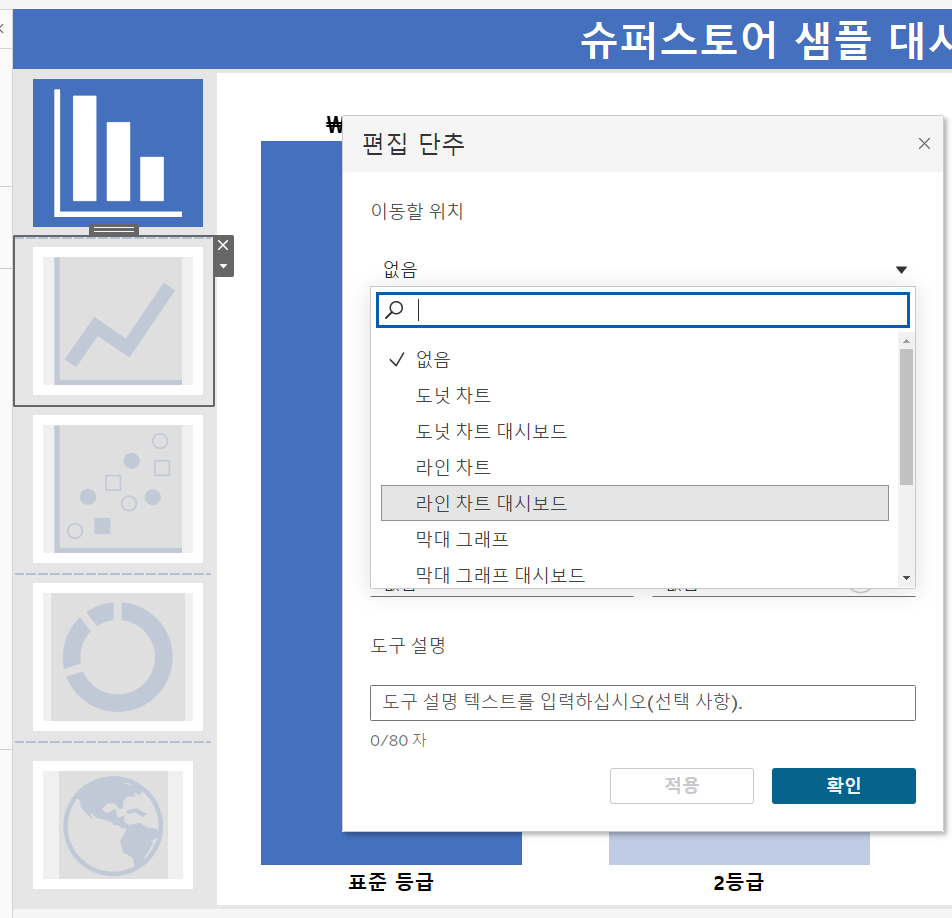 슈퍼스토어 샘플 대시
₩
편집 단추
이동할 위치
없음
없음
도넛 차트
도넛 차트 대시보드
라인 차트
라인 차트 대시보드
막대 그래프
막대 그래프 대시보드
도구 설명
도구 설명 텍스트를 입력하십시오(선택 사항).
0/80 자
적용
확인
표준 등급
2등급